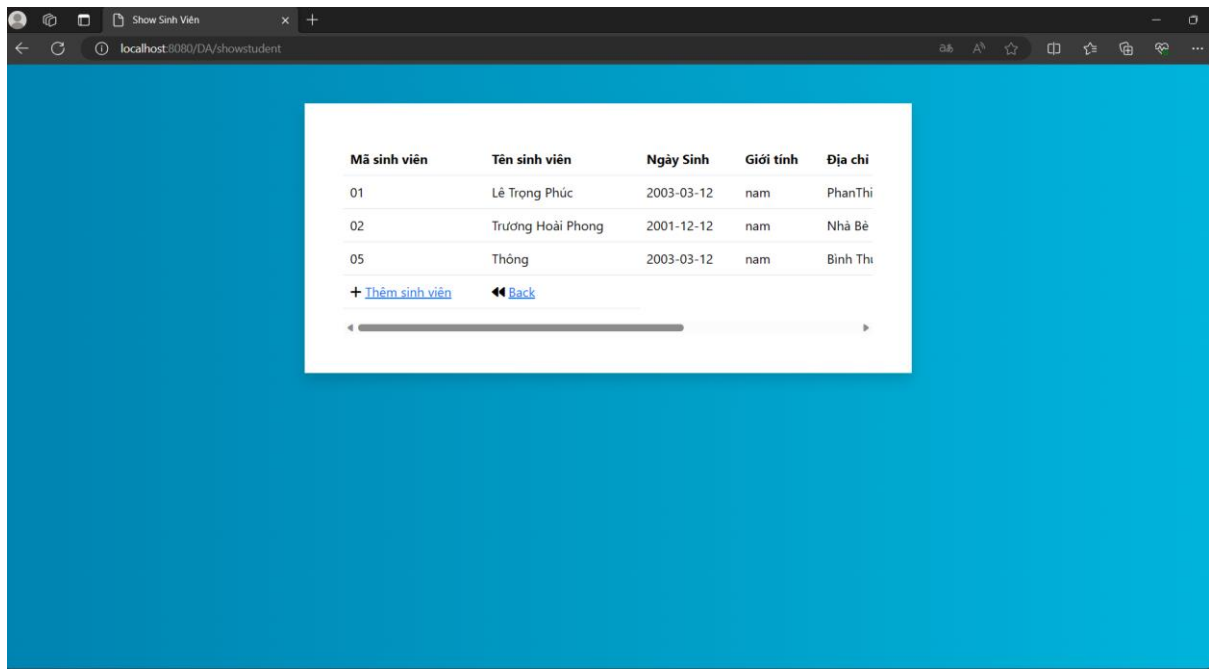 Show Sinh Viên
localhost:8080/DA/showstudent
Mã sinh viên Tên sinh viên Ngày Sinh Giới tính Địa chỉ
01 Lê Trọng Phúc 2003-03-12 nam PhanThi
02 Trương Hoài Phong 2001-12-12 nam Nhà Bè
05 Thông 2003-03-12 nam Bình Thu
+ Thêm sinh viên Back